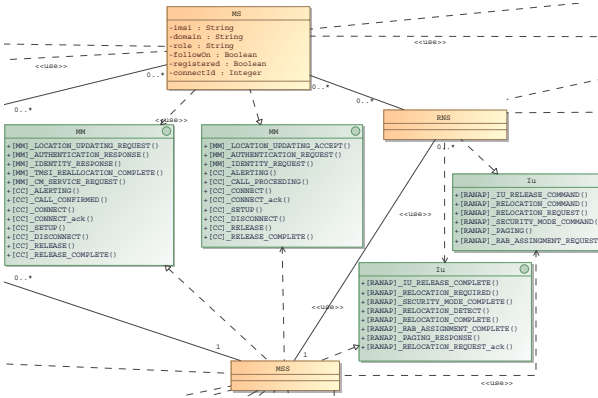 MS
-imsi : String
-domain : String
-role : String
-followOn : Boolean
-registered : Boolean
-connectId : Integer
<<use>>
<<use>>
0..*
0..*
0..*
0..*
<<use>>
RNS
0..*
MM
+[MM]_LOCATION_UPDATING_REQUEST()
+[MM]_AUTHENTICATION_RESPONSE()
+[MM]_IDENTITY_RESPONSE()
+[MM]_TMSI_REALLOCATION_COMPLETE()
+[MM]_CM_SERVICE_REQUEST()
+[CC]_ALERTING()
+[CC]_CALL_CONFIRMED()
+[CC]_CONNECT()
+[CC]_CONNECT_ack()
+[CC]_SETUP()
+[CC]_DISCONNECT()
+[CC]_RELEASE()
+[CC]_RELEASE_COMPLETE()
MM
+[MM]_LOCATION_UPDATING_ACCEPT()
+[MM]_AUTHENTICATION_REQUEST()
+[MM]_IDENTITY_REQUEST()
+[CC]_ALERTING()
+[CC]_CALL_PROCEEDING()
+[CC]_CONNECT()
+[CC]_CONNECT_ack()
+[CC]_SETUP()
+[CC]_DISCONNECT()
+[CC]_RELEASE()
+[CC]_RELEASE_COMPLETE()
Iu
+[RANAP]_IU_RELEASE_COMMAND()
+[RANAP]_RELOCATION_COMMAND()
+[RANAP]_RELOCATION_REQUEST()
+[RANAP]_SECURITY_MODE_COMMAND()
+[RANAP]_PAGING()
+[RANAP]_RAB_ASSINGMENT_REQUEST
<<use>>
Iu
+[RANAP]_IU_RELEASE_COMPLETE()
+[RANAP]_RELOCATION_REQUIRED()
+[RANAP]_SECURITY_MODE_COMPLETE()
+[RANAP]_RELOCATION_DETECT()
+[RANAP]_RELOCATION_COMPLETE()
+[RANAP]_RAB_ASSIGNMENT_COMPLETE()
+[RANAP]_PAGING_RESPONSE()
+[RANAP]_RELOCATION_REQUEST_ack()
0..*
<<use>>
1
1
MSS
<<use>>